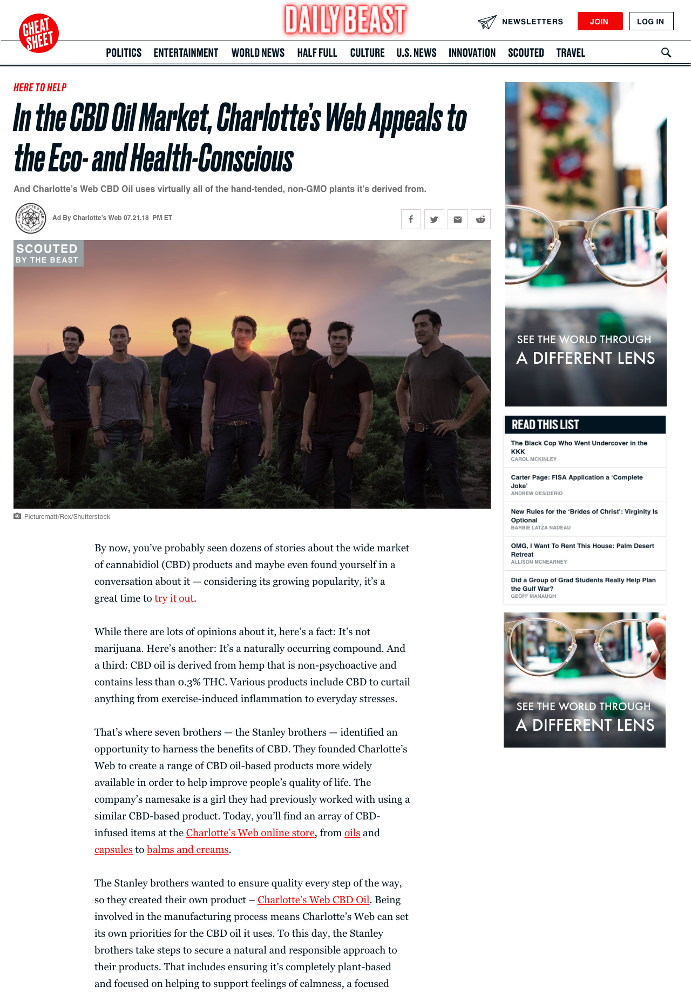 CHEAT
SHEET
DAILY BEAST
NEWSLETTERS
JOIN
LOG IN
POLITICS ENTERTAINMENT WORLD NEWS HALF FULL CULTURE U.S. NEWS INNOVATION SCOUTED TRAVEL
HERE TO HELP
In the CBD Oil Market, Charlotte’s Web Appeals to
the Eco- and Health-Conscious
And Charlotte’s Web CBD Oil uses virtually all of the hand-tended, non-GMO plants it’s derived from.
CHARLOTTE'S WEB
BY THE STANLEY BROTHERS
Ad By Charlotte’s Web 07.21.18 PM ET
SCOUTED
BY THE BEAST
Picturematt/Rex/Shutterstock
By now, you’ve probably seen dozens of stories about the wide market
of cannabidiol (CBD) products and maybe even found yourself in a
conversation about it — considering its growing popularity, it’s a
great time to try it out.
While there are lots of opinions about it, here’s a fact: It’s not
marijuana. Here’s another: It’s a naturally occurring compound. And
a third: CBD oil is derived from hemp that is non-psychoactive and
contains less than 0.3% THC. Various products include CBD to curtail
anything from exercise-induced inflammation to everyday stresses.
That’s where seven brothers — the Stanley brothers — identified an
opportunity to harness the benefits of CBD. They founded Charlotte’s
Web to create a range of CBD oil-based products more widely
available in order to help improve people’s quality of life. The
company’s namesake is a girl they had previously worked with using a
similar CBD-based product. Today, you’ll find an array of CBD-
infused items at the Charlotte’s Web online store, from oils and
capsules to balms and creams.
The Stanley brothers wanted to ensure quality every step of the way,
so they created their own product – Charlotte’s Web CBD Oil. Being
involved in the manufacturing process means Charlotte’s Web can set
its own priorities for the CBD oil it uses. To this day, the Stanley
brothers take steps to secure a natural and responsible approach to
their products. That includes ensuring it’s completely plant-based
and focused on helping to support feelings of calmness, a focused
SEE THE WORLD THROUGH
A DIFFERENT LENS
READ THIS LIST
The Black Cop Who Went Undercover in the
KKK
CAROL MCKINLEY
Carter Page: FISA Application a ‘Complete
Joke’
ANDREW DESIDERIO
New Rules for the ‘Brides of Christ’: Virginity Is
Optional
BARBIE LATZA NADEAU
OMG, I Want To Rent This House: Palm Desert
Retreat
ALLISON MCNEARNEY
Did a Group of Grad Students Really Help Plan
the Gulf War?
GEOFF MANAUGH
SEE THE WORLD THROUGH
A DIFFERENT LENS